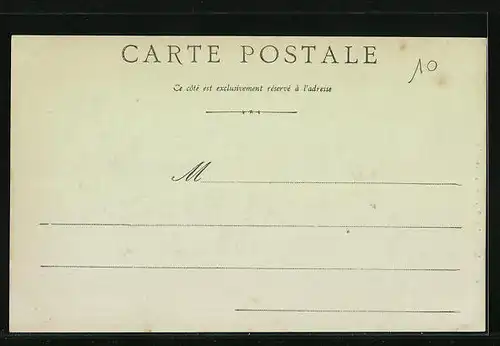 CARTE POSTALE
10
Ce côté est exclusivement réservé à l'adresse
M